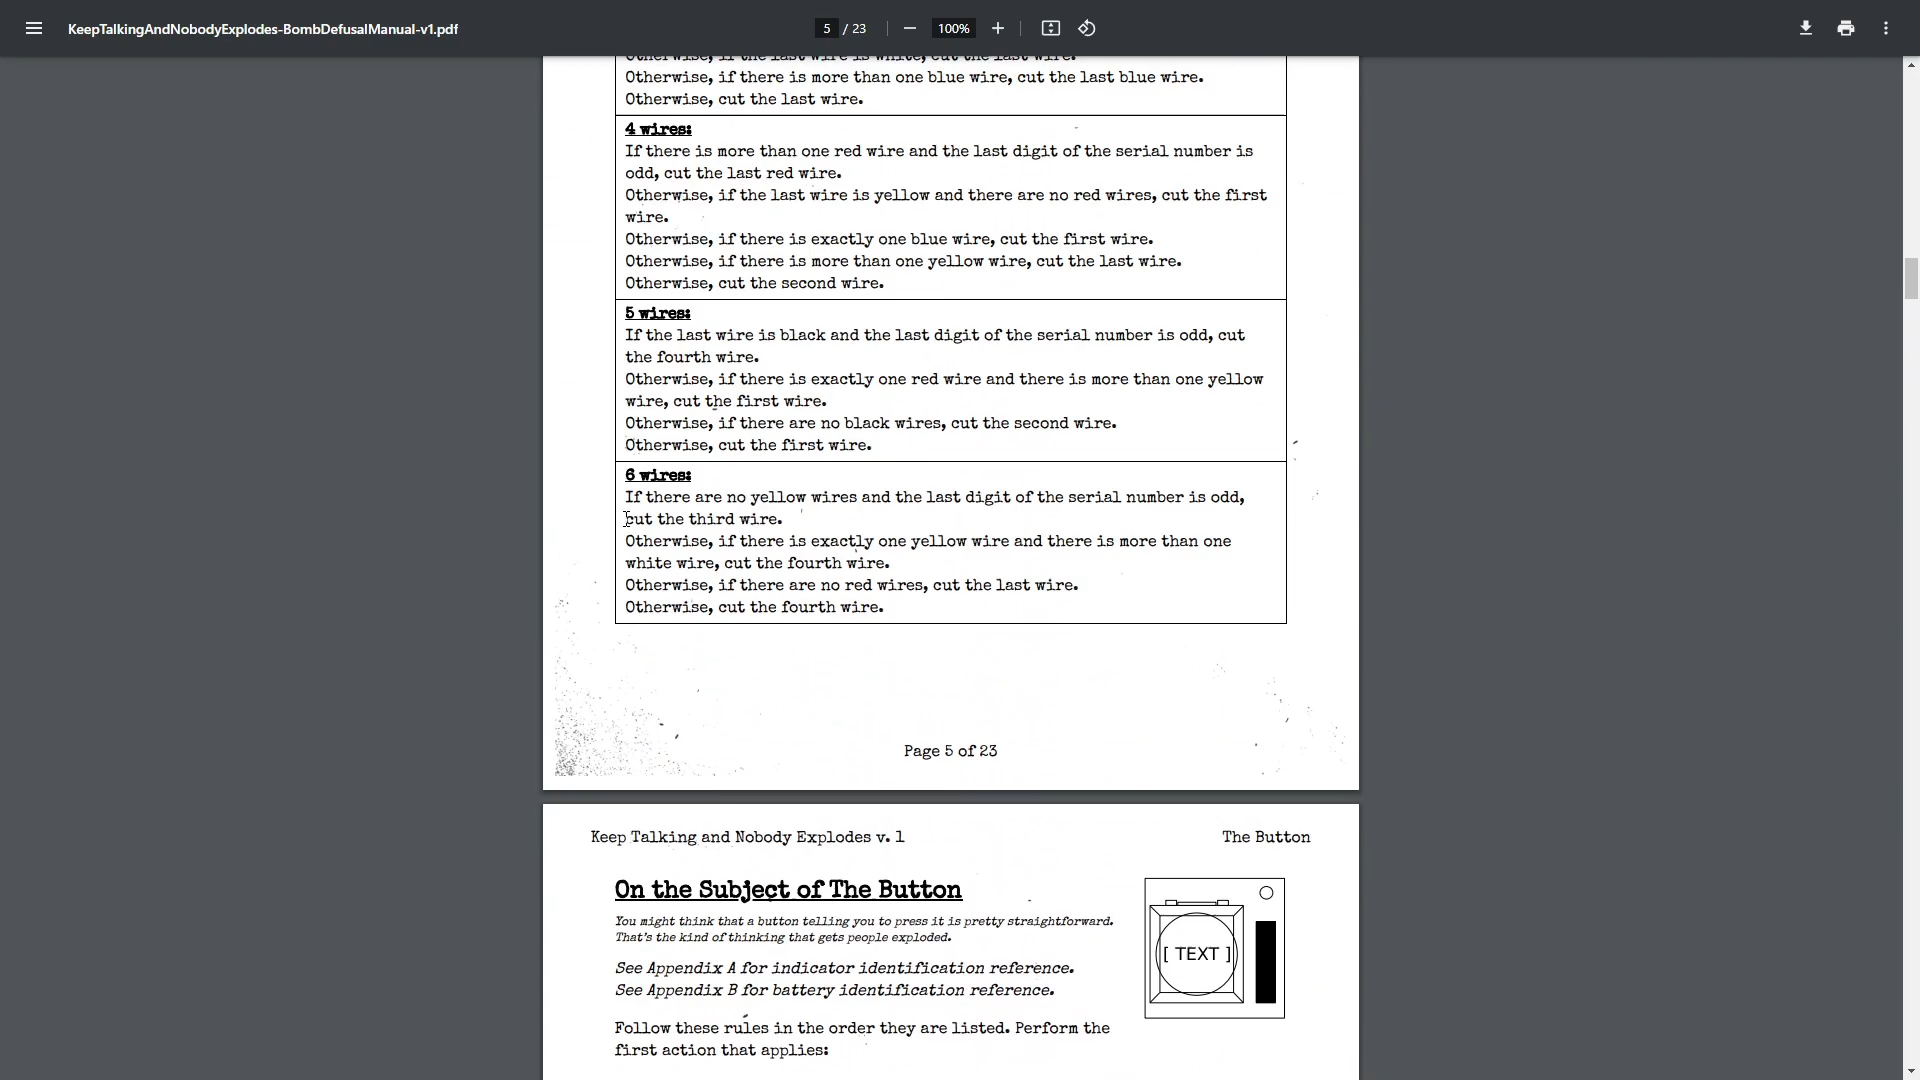 KeepTalkingAndNobodyExplodes-BombDefusalManual-v1.pdf
5 / 23
100%
Otherwise, if the last wire is white, cut the last wire.
Otherwise, if there is more than one blue wire, cut the last blue wire.
Otherwise, cut the last wire.
4 wires:
If there is more than one red wire and the last digit of the serial number is
odd, cut the last red wire.
Otherwise, if the last wire is yellow and there are no red wires, cut the first
wire.
Otherwise, if there is exactly one blue wire, cut the first wire.
Otherwise, if there is more than one yellow wire, cut the last wire.
Otherwise, cut the second wire.
5 wires:
If the last wire is black and the last digit of the serial number is odd, cut
the fourth wire.
Otherwise, if there is exactly one red wire and there is more than one yellow
wire, cut the first wire.
Otherwise, if there are no black wires, cut the second wire.
Otherwise, cut the first wire.
6 wires:
If there are no yellow wires and the last digit of the serial number is odd,
cut the third wire.
Otherwise, if there is exactly one yellow wire and there is more than one
white wire, cut the fourth wire.
Otherwise, if there are no red wires, cut the last wire.
Otherwise, cut the fourth wire.
Page 5 of 23
Keep Talking and Nobody Explodes v. 1
The Button
On the Subject of The Button
You might think that a button telling you to press it is pretty straightforward.
That's the kind of thinking that gets people exploded.
See Appendix A for indicator identification reference.
See Appendix B for battery identification reference.
[ TEXT ]
Follow these rules in the order they are listed. Perform the
first action that applies: